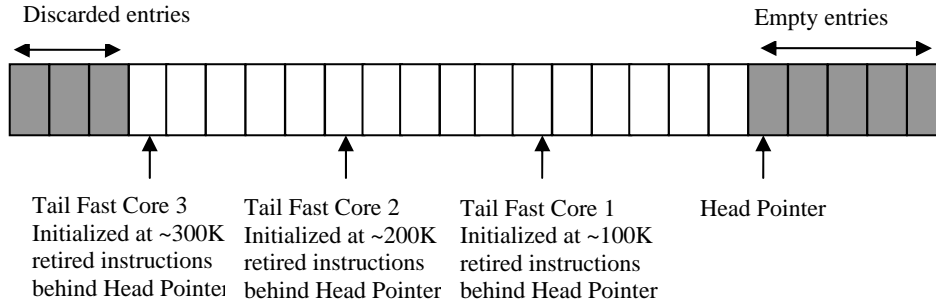 Discarded entries
Empty entries
Tail Fast Core 3
Initialized at ~300K
retired instructions
behind Head Pointer
Tail Fast Core 2
Initialized at ~200K
retired instructions
behind Head Pointer
Tail Fast Core 1
Initialized at ~100K
retired instructions
behind Head Pointer
Head Pointer